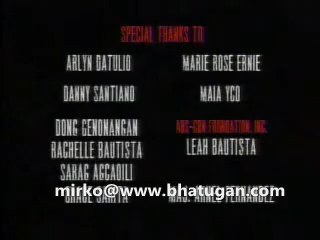 SPECIAL THANKS TO
ARLYN DATULIO
MARIE ROSE ERNIE
DANNY SANTIANO
MAIA YCO
DONG GENONANGAN
ABS-CBN FOUNDATION, INC.
RACHELLE BAUTISTA
LEAH BAUTISTA
SARAG AGCAOILI
mirko@www.bhatugan.com
FERNANDEZ